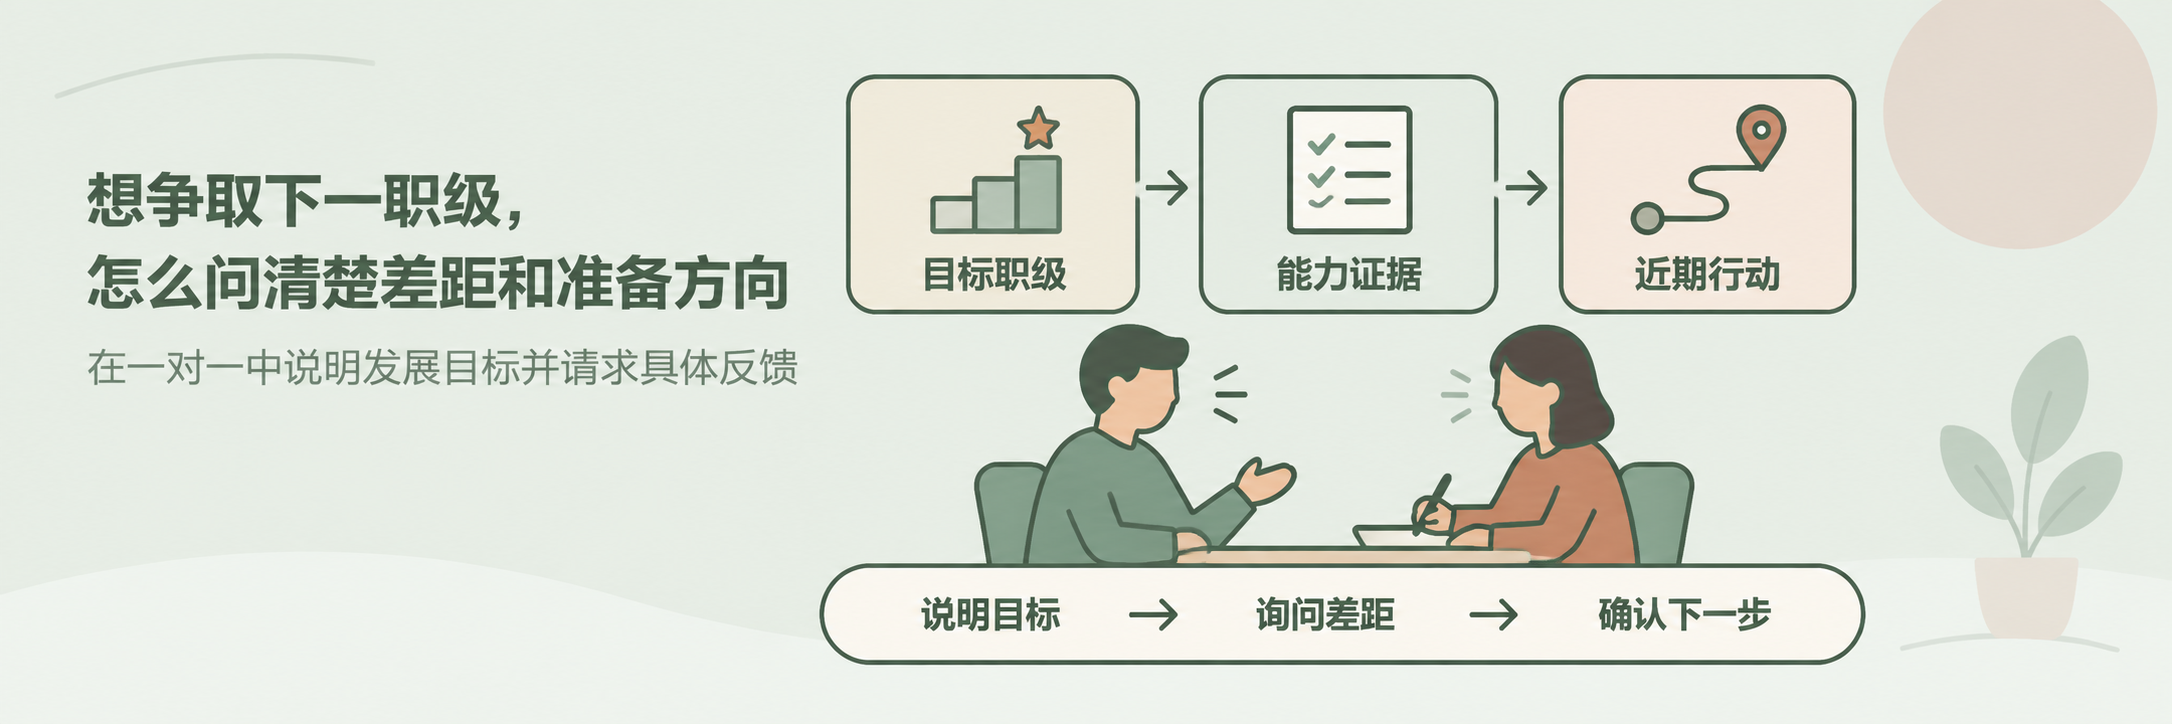 想争取下一职级，
怎么问清楚差距和准备方向
在一对一中说明发展目标并请求具体反馈
目标职级
能力证据
近期行动
说明目标
询问差距
确认下一步